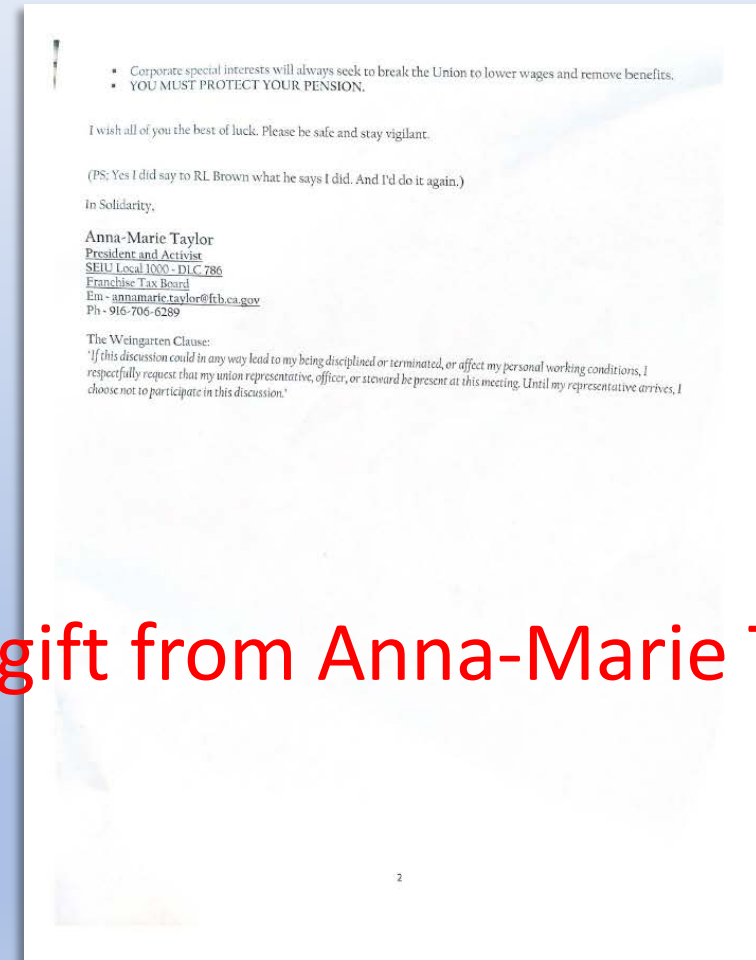 ▪ Corporate special interests will always seek to break the Union to lower wages and remove benefits.
▪ YOU MUST PROTECT YOUR PENSION.
I wish all of you the best of luck. Please be safe and stay vigilant.
(PS: Yes I did say to RL Brown what he says I did. And I'd do it again.)
In Solidarity,
Anna-Marie Taylor
President and Activist
SEIU Local 1000 - DLC 786
Franchise Tax Board
Em - annamarie.taylor@ftb.ca.gov
Ph - 916-706-6289
The Weingarten Clause:
"If this discussion could in any way lead to my being disciplined or terminated, or affect my personal working conditions, I
respectfully request that my union representative, officer, or steward be present at this meeting. Until my representative arrives, I
choose not to participate in this discussion."
gift from Anna-Marie T
2